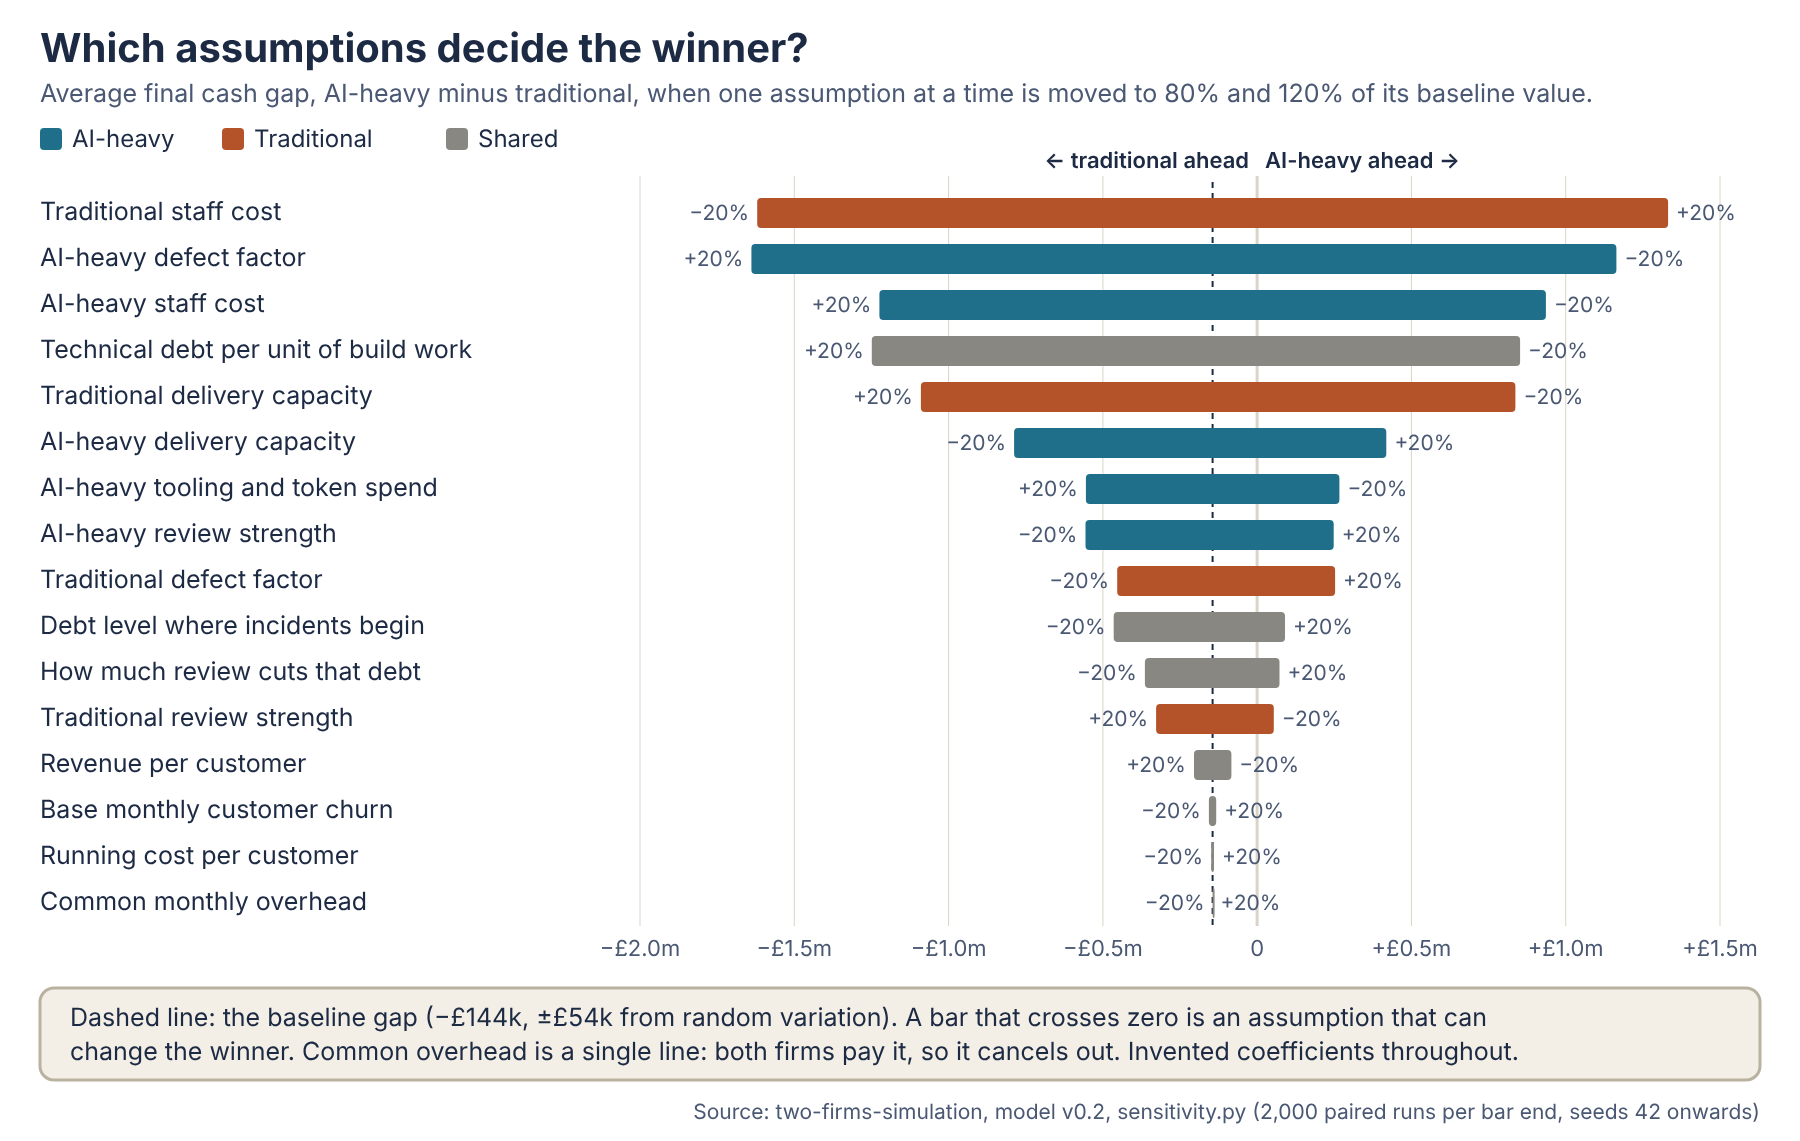 Which assumptions decide the winner?
Average final cash gap, AI-heavy minus traditional, when one assumption at a time is moved to 80% and 120% of its baseline value.
AI-heavy Traditional Shared
← traditional ahead AI-heavy ahead →
Traditional staff cost −20% +20%
AI-heavy defect factor +20% −20%
AI-heavy staff cost +20% −20%
Technical debt per unit of build work +20% −20%
Traditional delivery capacity +20% −20%
AI-heavy delivery capacity −20% +20%
AI-heavy tooling and token spend +20% −20%
AI-heavy review strength −20% +20%
Traditional defect factor −20% +20%
Debt level where incidents begin −20% +20%
How much review cuts that debt −20% +20%
Traditional review strength +20% −20%
Revenue per customer +20% −20%
Base monthly customer churn −20% +20%
Running cost per customer −20% +20%
Common monthly overhead −20% +20%
−£2.0m −£1.5m −£1.0m −£0.5m 0 +£0.5m +£1.0m +£1.5m
Dashed line: the baseline gap (−£144k, ±£54k from random variation). A bar that crosses zero is an assumption that can
change the winner. Common overhead is a single line: both firms pay it, so it cancels out. Invented coefficients throughout.
Source: two-firms-simulation, model v0.2, sensitivity.py (2,000 paired runs per bar end, seeds 42 onwards)